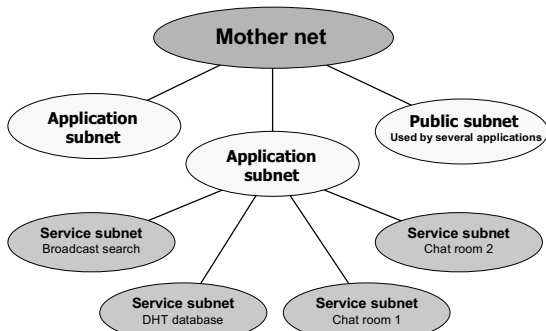 Mother net
Application
subnet
Public subnet
Used by several applications
Application
subnet
Service subnet
Broadcast search
Service subnet
Chat room 2
Service subnet
DHT database
Service subnet
Chat room 1